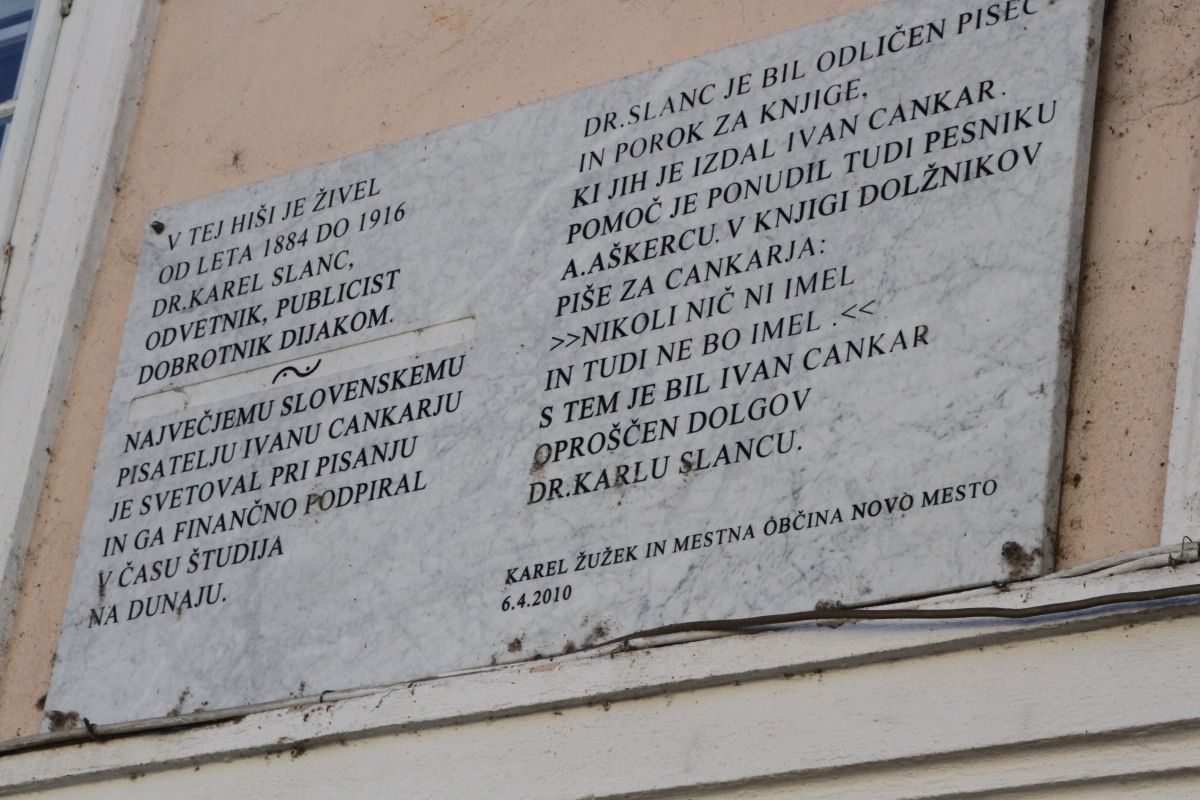 V TEJ HIŠI JE ŽIVEL
OD LETA 1884 DO 1916
DR.KAREL SLANC,
ODVETNIK, PUBLICIST
DOBROTNIK DIJAKOM.
~
NAJVEČJEMU SLOVENSKEMU
PISATELJU IVANU CANKARJU
JE SVETOVAL PRI PISANJU
IN GA FINANČNO PODPIRAL
V ČASU ŠTUDIJA
NA DUNAJU.
DR.SLANC JE BIL ODLIČEN PISEC
IN POROK ZA KNJIGE,
KI JIH JE IZDAL IVAN CANKAR.
POMOČ JE PONUDIL TUDI PESNIKU
A.AŠKERCU. V KNJIGI DOLŽNIKOV
PIŠE ZA CANKARJA:
>>NIKOLI NIČ NI IMEL
IN TUDI NE BO IMEL .<<
S TEM JE BIL IVAN CANKAR
OPROŠČEN DOLGOV
DR.KARLU SLANCU.
KAREL ŽUŽEK IN MESTNA OBČINA NOVO MESTO
6.4.2010